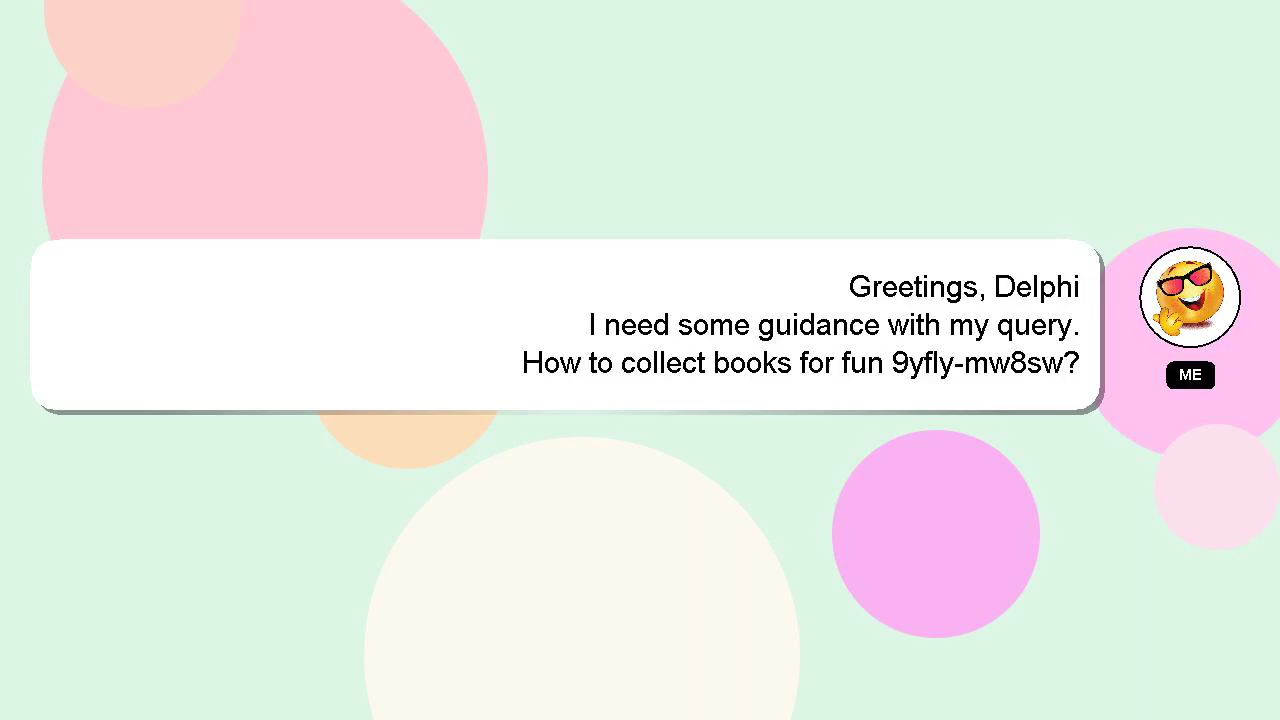 Greetings, Delphi
I need some guidance with my query.
How to collect books for fun 9yfly-mw8sw?
ME